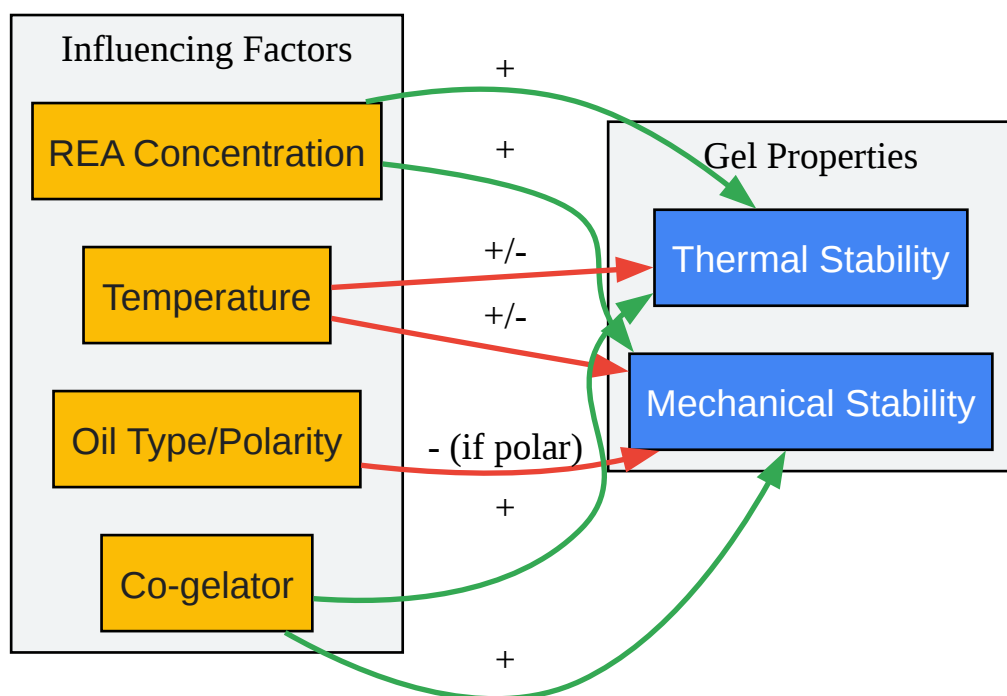 Influencing Factors
+
REA Concentration
+
Gel Properties
+/-
Thermal Stability
Temperature
+/-
Mechanical Stability
Oil Type/Polarity
- (if polar)
+
Co-gelator
+